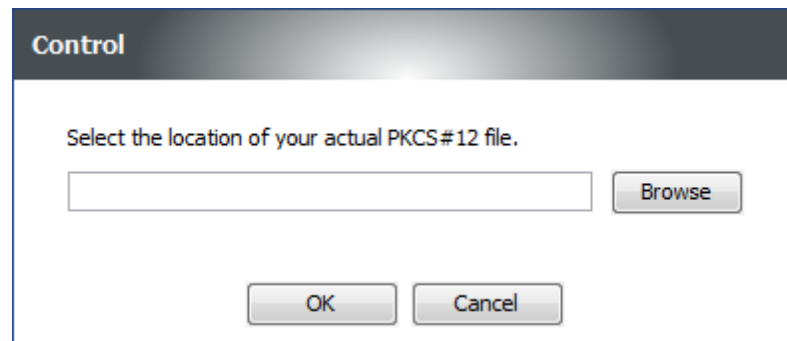 Control
Select the location of your actual PKCS#12 file.
Browse
OK Cancel